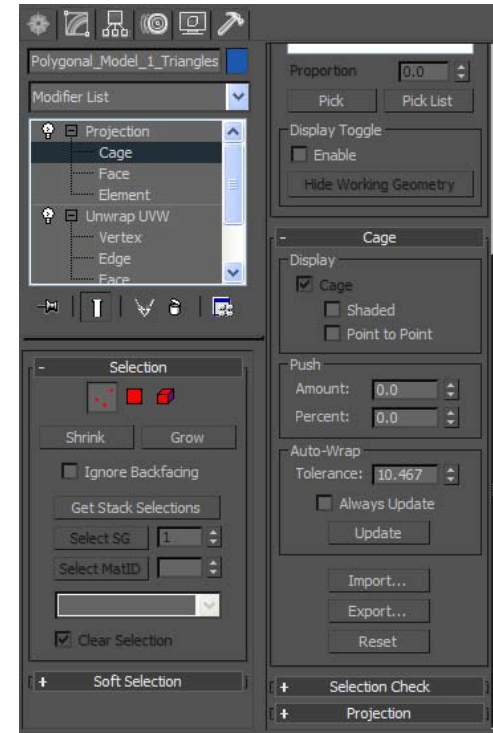 Polygonal_Model_1_Triangles
Modifier List
Projection
Cage
Face
Element
Unwrap UVW
Vertex
Edge
Face
- Selection
Shrink Grow
Ignore Backfacing
Get Stack Selections
Select SG 1
Select MatID
Clear Selection
+ Soft Selection
Proportion 0.0
Pick Pick List
Display Toggle
Enable
Hide Working Geometry
- Cage
Display
Cage
Shaded
Point to Point
Push
Amount: 0.0
Percent: 0.0
Auto-Wrap
Tolerance: 10.467
Always Update
Update
Import...
Export...
Reset
+ Selection Check
+ Projection